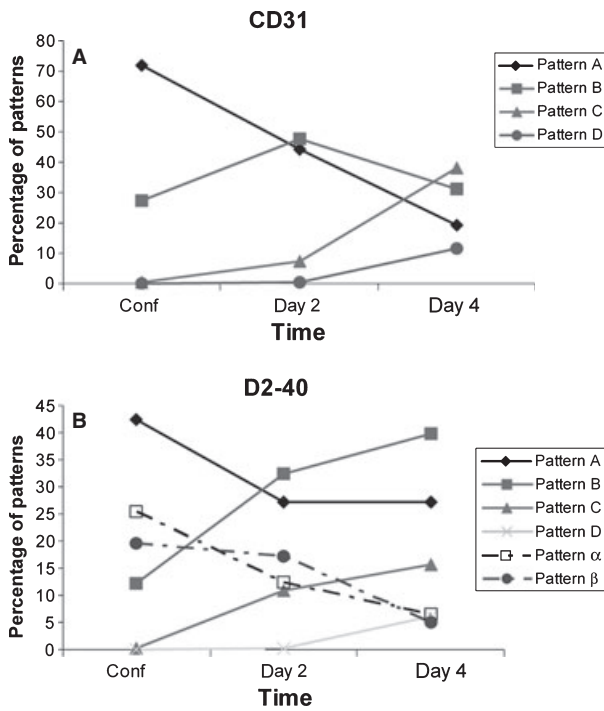 CD31
A
80
70
60
50
40
30
20
10
0
Percentage of patterns
Conf
Day 2
Day 4
Time
Pattern A
Pattern B
Pattern C
Pattern D
D2-40
B
45
40
35
30
25
20
15
10
5
0
Percentage of patterns
Conf
Day 2
Day 4
Time
Pattern A
Pattern B
Pattern C
Pattern D
Pattern α
Pattern β